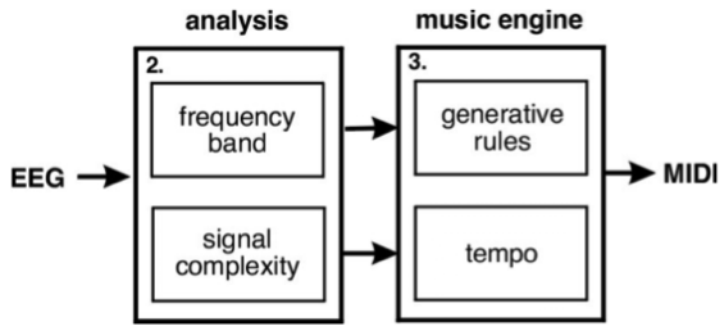 analysis
music engine
2.
3.
frequency
band
generative
rules
EEG
MIDI
signal
complexity
tempo